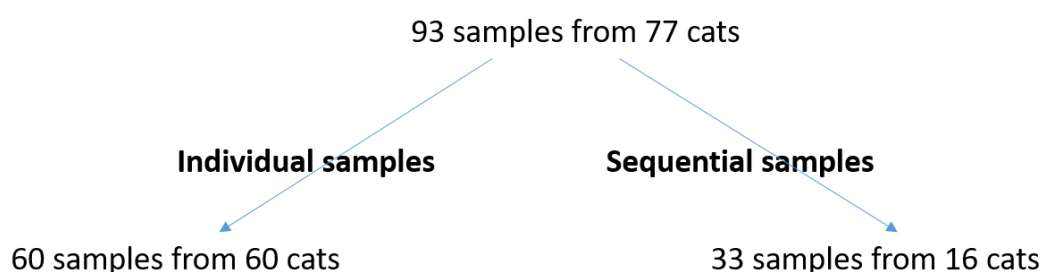 93 samples from 77 cats
Individual samples
Sequential samples
60 samples from 60 cats
33 samples from 16 cats